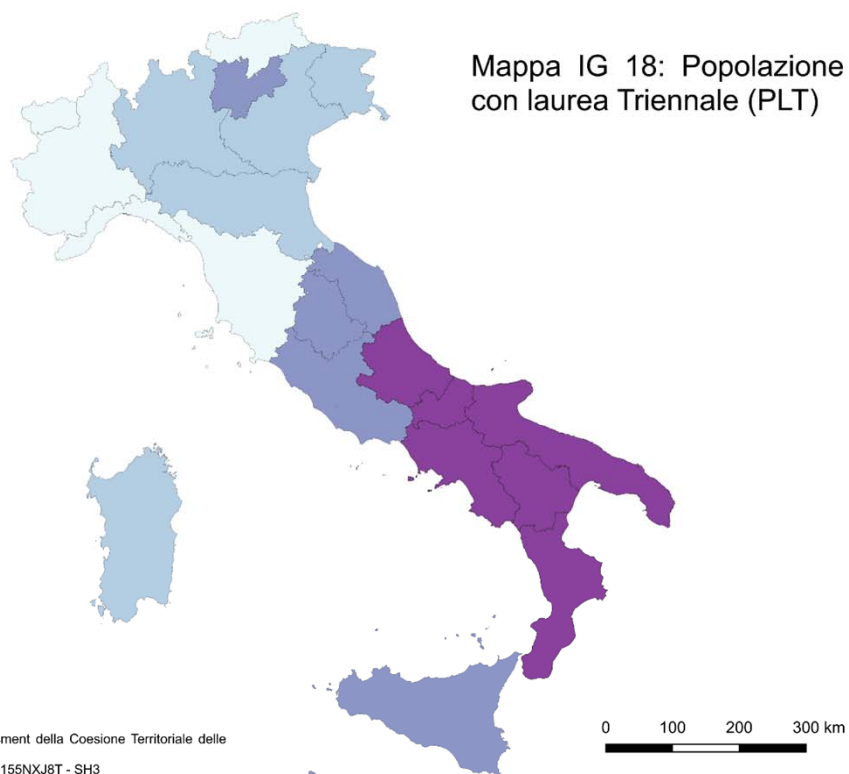 Mappa IG 18: Popolazione
con laurea Triennale (PLT)
ment della Coesione Territoriale delle
155NXJ8T - SH3
0 100 200 300 km